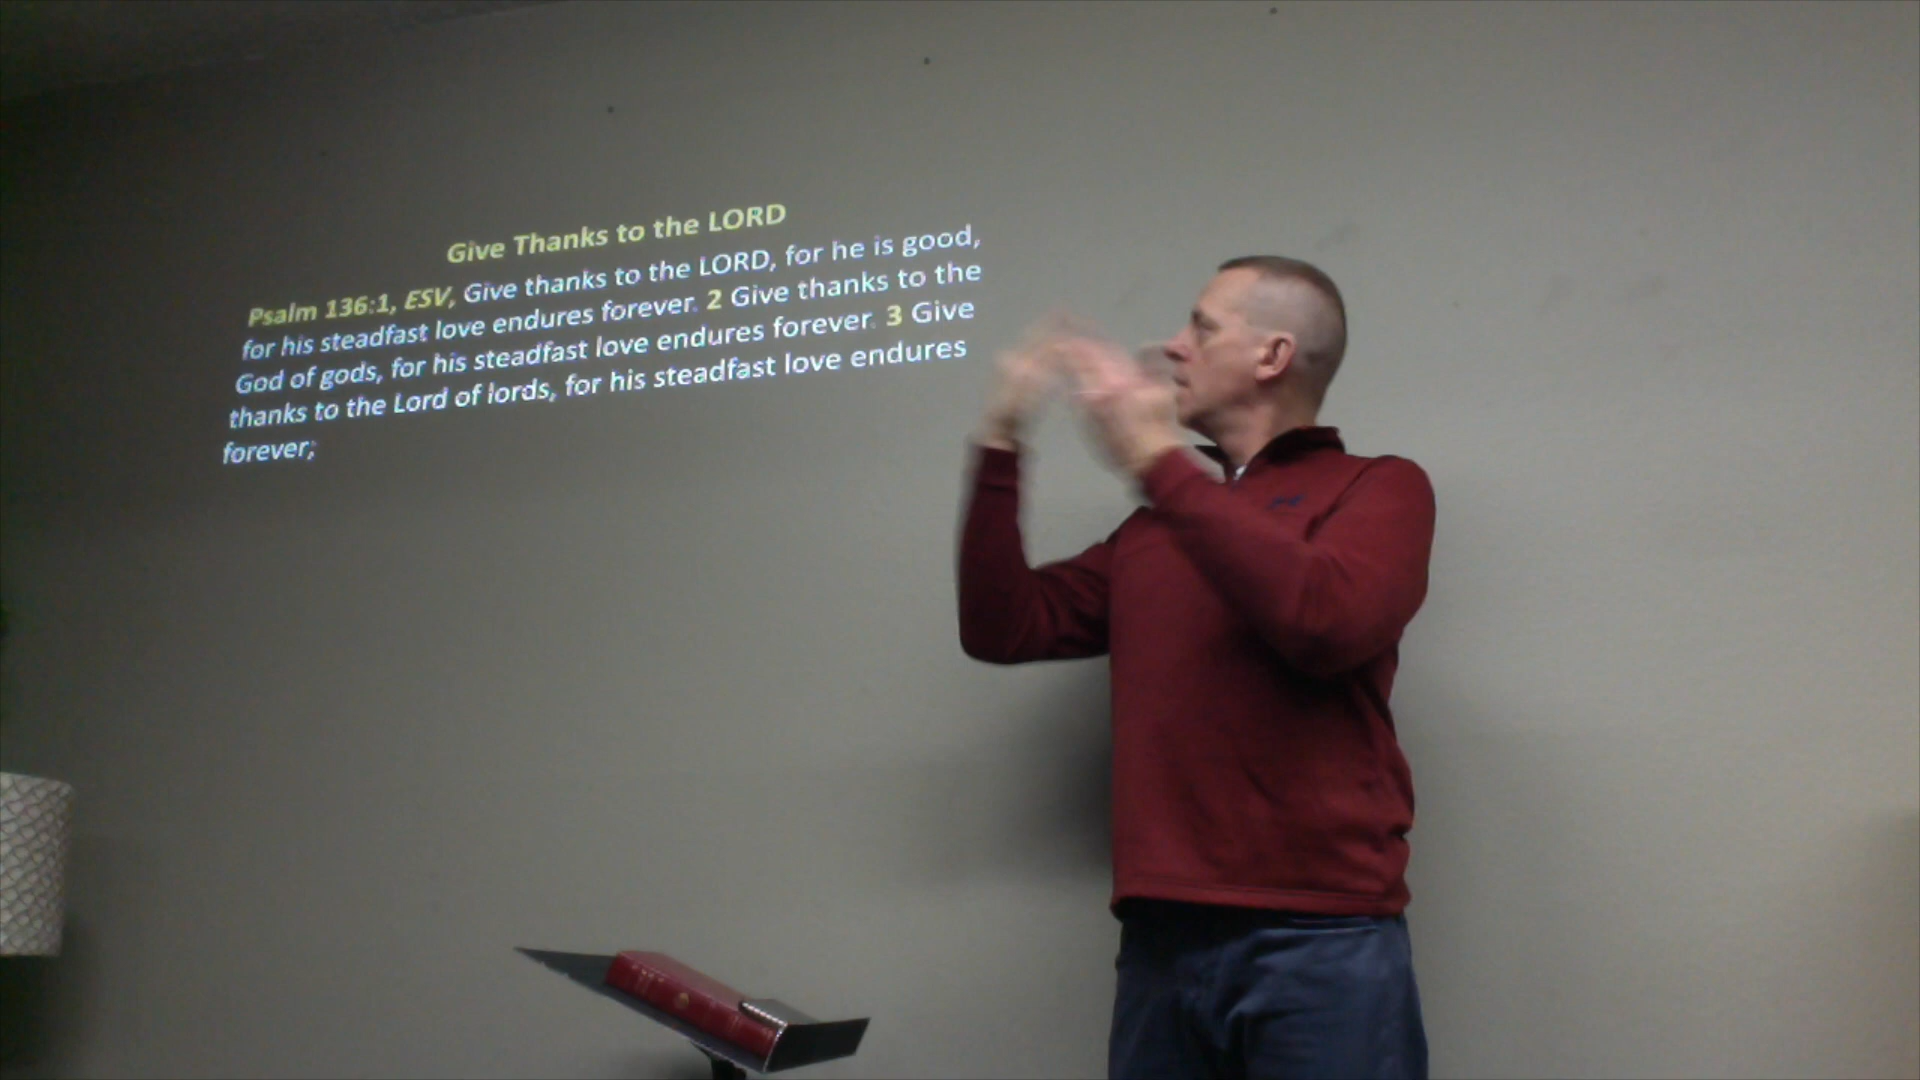 Give Thanks to the LORD
Psalm 136:1, ESV, Give thanks to the LORD, for he is good,
for his steadfast love endures forever. 2 Give thanks to the
God of gods, for his steadfast love endures forever. 3 Give
thanks to the Lord of lords, for his steadfast love endures
forever;